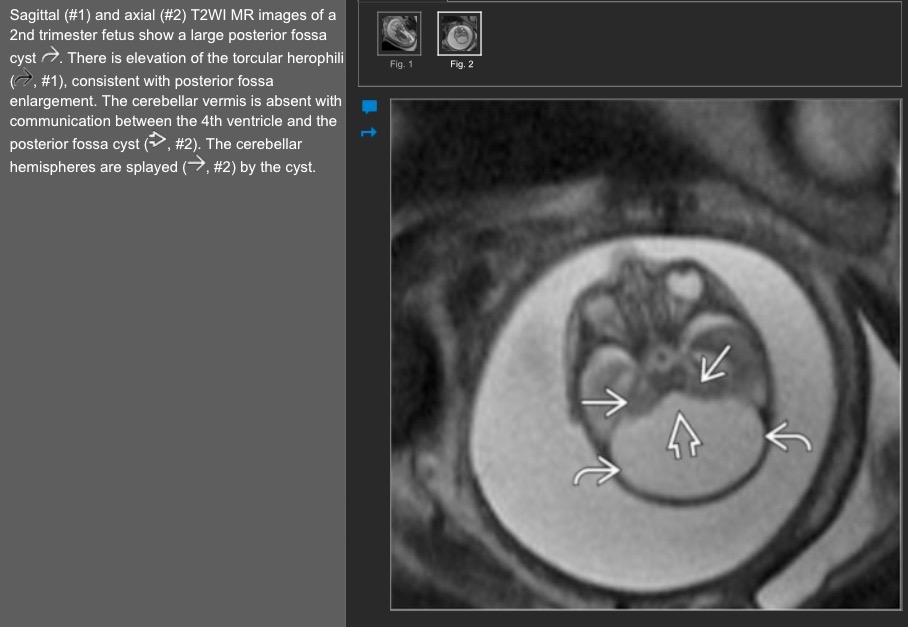 Sagittal (#1) and axial (#2) T2WI MR images of a
2nd trimester fetus show a large posterior fossa
cyst ⤳. There is elevation of the torcular herophili
(⤳, #1), consistent with posterior fossa
enlargement. The cerebellar vermis is absent with
communication between the 4th ventricle and the
posterior fossa cyst (⇨, #2). The cerebellar
hemispheres are splayed (→, #2) by the cyst.
Fig. 1
Fig. 2